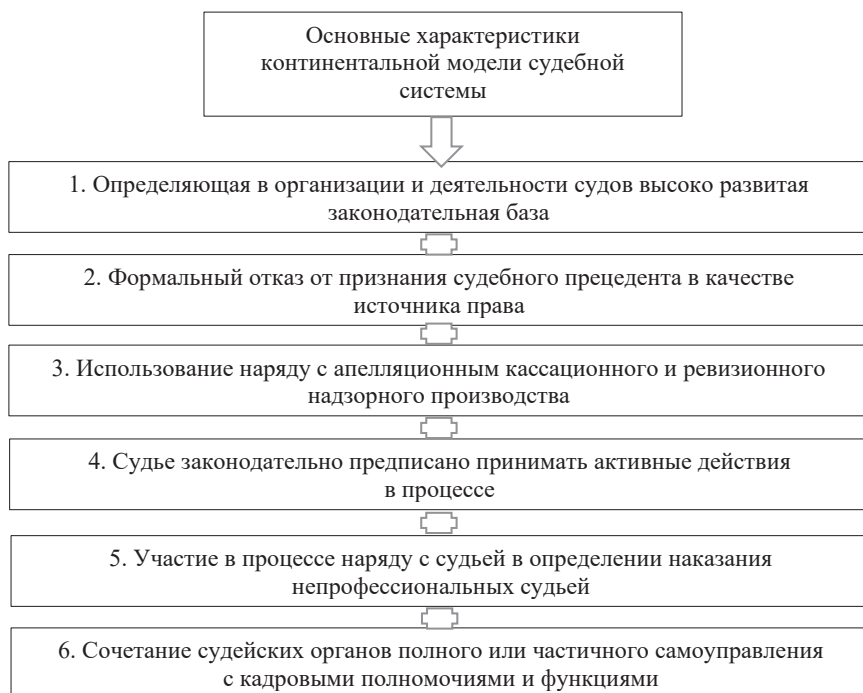 Основные характеристики
континентальной модели судебной
системы
1. Определяющая в организации и деятельности судов высоко развитая
законодательная база
2. Формальный отказ от признания судебного прецедента в качестве
источника права
3. Использование наряду с апелляционным кассационного и ревизионного
надзорного производства
4. Судье законодательно предписано принимать активные действия
в процессе
5. Участие в процессе наряду с судьей в определении наказания
непрофессиональных судьей
6. Сочетание судейских органов полного или частичного самоуправления
с кадровыми полномочиями и функциями